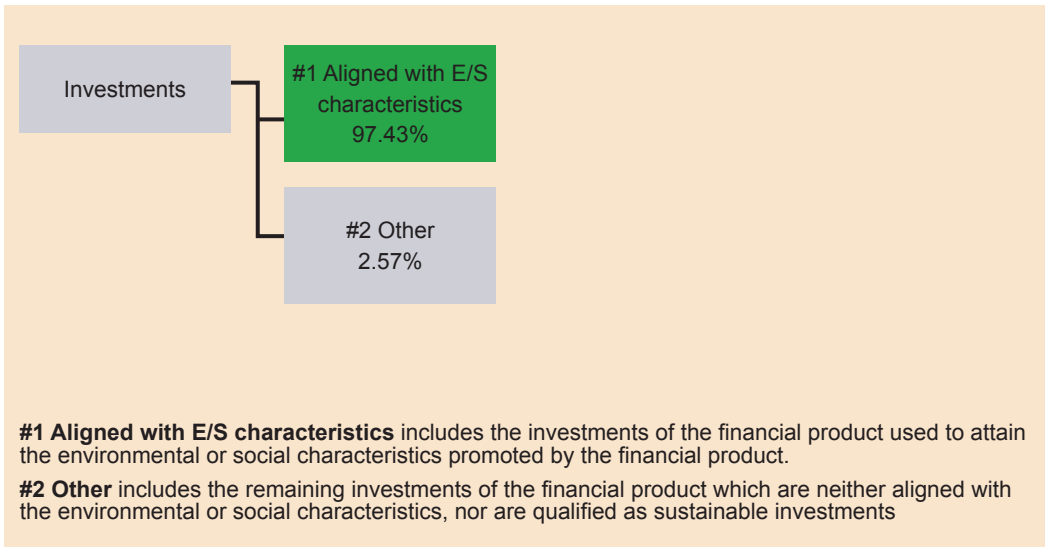 Investments
#1 Aligned with E/S
characteristics
97.43%
#2 Other
2.57%
#1 Aligned with E/S characteristics includes the investments of the financial product used to attain
the environmental or social characteristics promoted by the financial product.
#2 Other includes the remaining investments of the financial product which are neither aligned with
the environmental or social characteristics, nor are qualified as sustainable investments